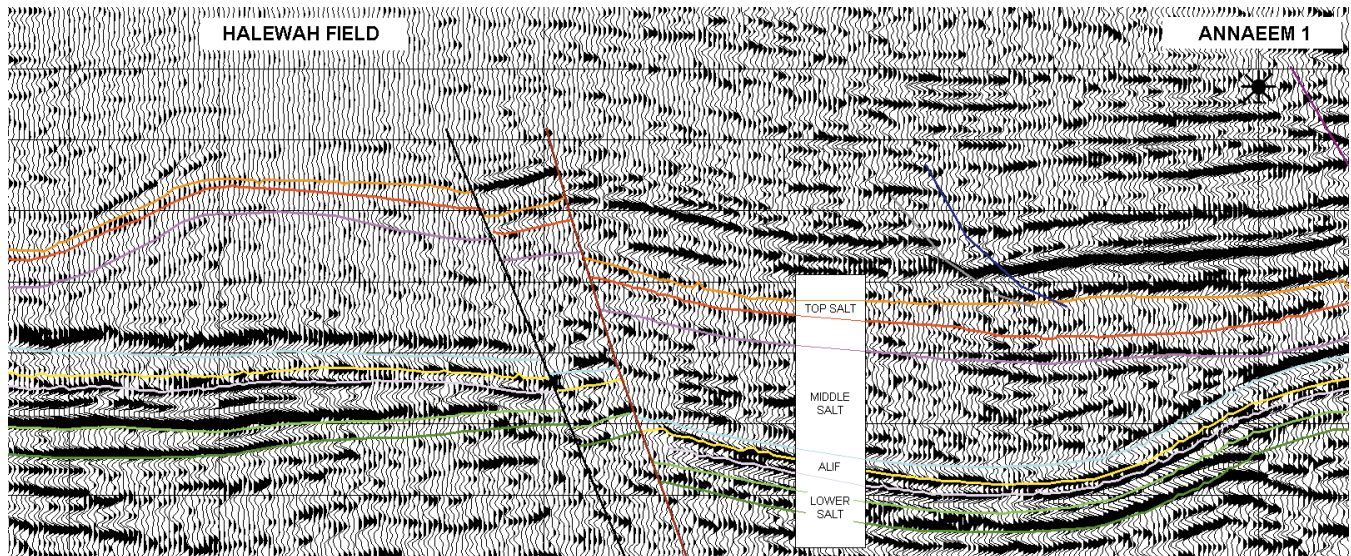 HALEWAH FIELD
ANNAEEM 1
TOP SALT
MIDDLE
SALT
ALIF
LOWER
SALT